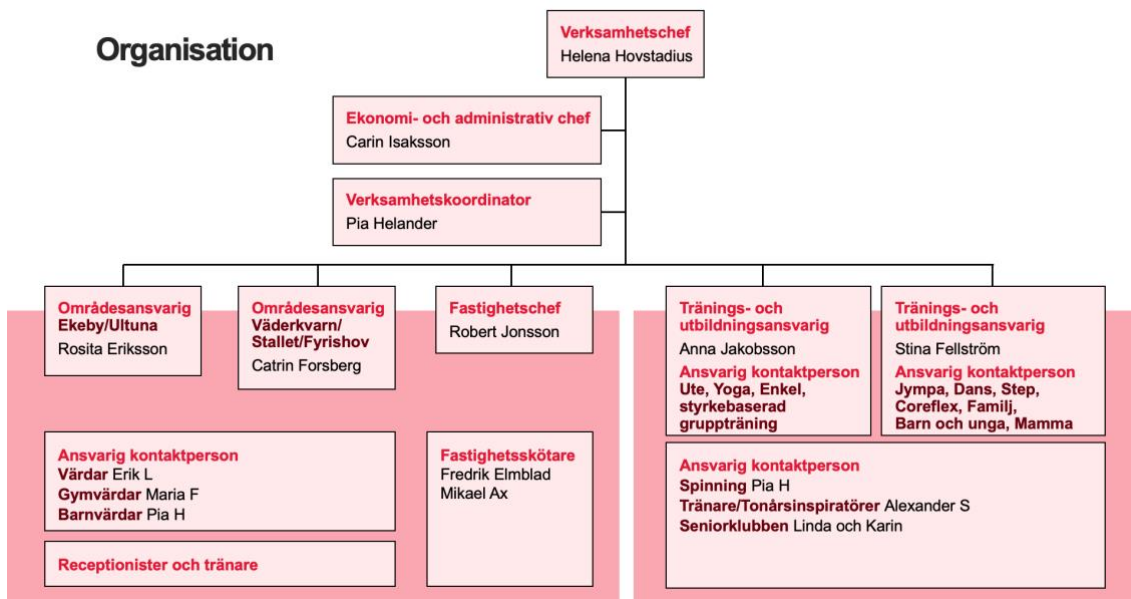 Organisation
Verksamhetschef
Helena Hovstadius
Ekonomi- och administrativ chef
Carin Isaksson
Verksamhetskoordinator
Pia Helander
Områdesansvarig
Ekeby/Ultuna
Rosita Eriksson
Områdesansvarig
Väderkvarn/
Stallet/Fyrishov
Catrin Forsberg
Fastighetschef
Robert Jonsson
Tränings- och
utbildningsansvarig
Anna Jakobsson
Ansvarig kontaktperson
Ute, Yoga, Enkel,
styrkebaserad
gruppträning
Tränings- och
utbildningsansvarig
Stina Fellström
Ansvarig kontaktperson
Jympa, Dans, Step,
Coreflex, Familj,
Barn och unga, Mamma
Ansvarig kontaktperson
Värdar Erik L
Gymvärdar Maria F
Barnvärdar Pia H
Receptionister och tränare
Fastighetsskötare
Fredrik Elmblad
Mikael Ax
Ansvarig kontaktperson
Spinning Pia H
Tränare/Tonårsinspiratörer Alexander S
Seniorklubben Linda och Karin